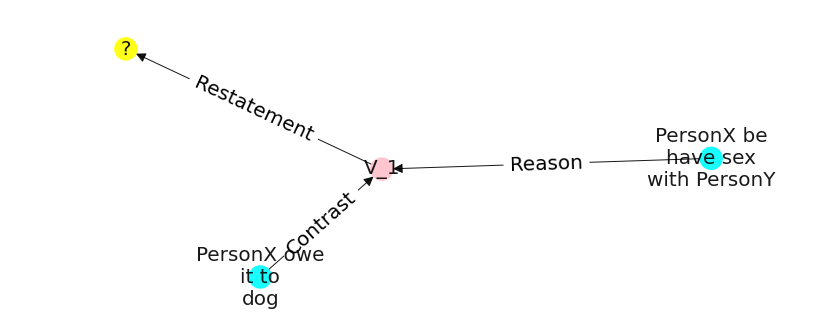 ?
Restatement
V_1
Reason
PersonX be
have sex
with PersonY
Contrast
PersonX owe
it to
dog